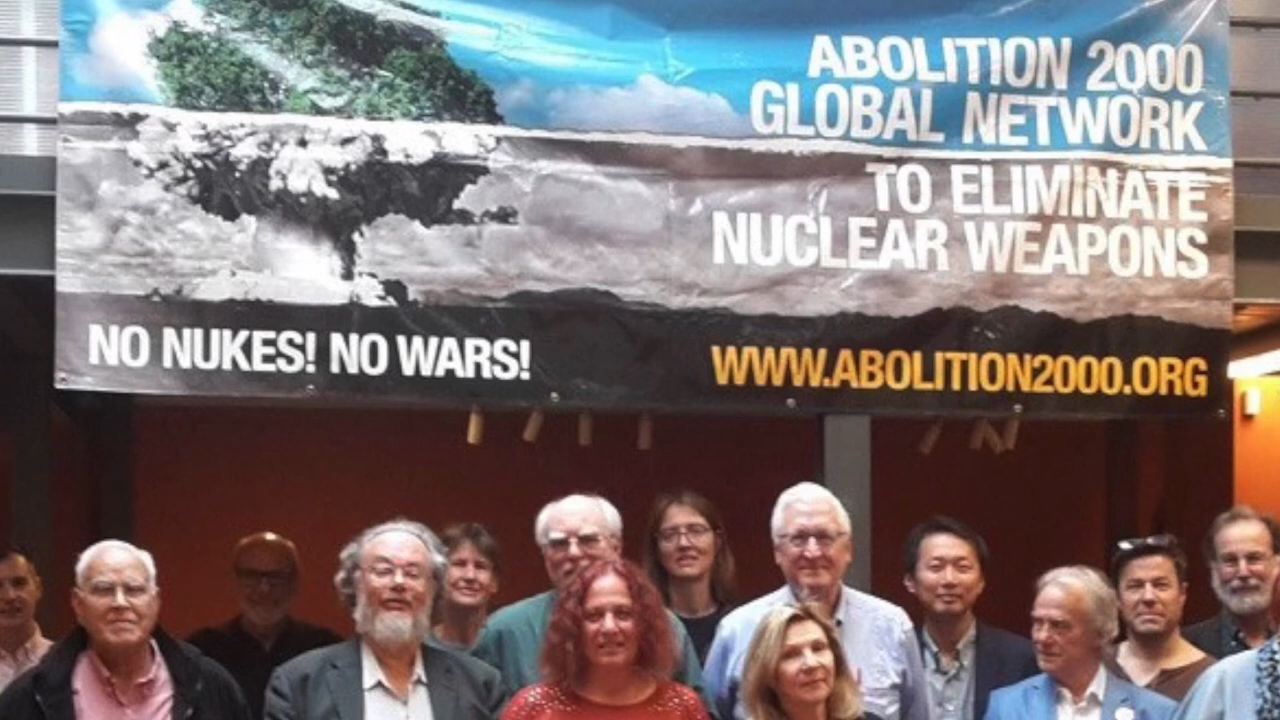 ABOLITION 2000
GLOBAL NETWORK
TO ELIMINATE
NUCLEAR WEAPONS
NO NUKES! NO WARS!
WWW.ABOLITION2000.ORG